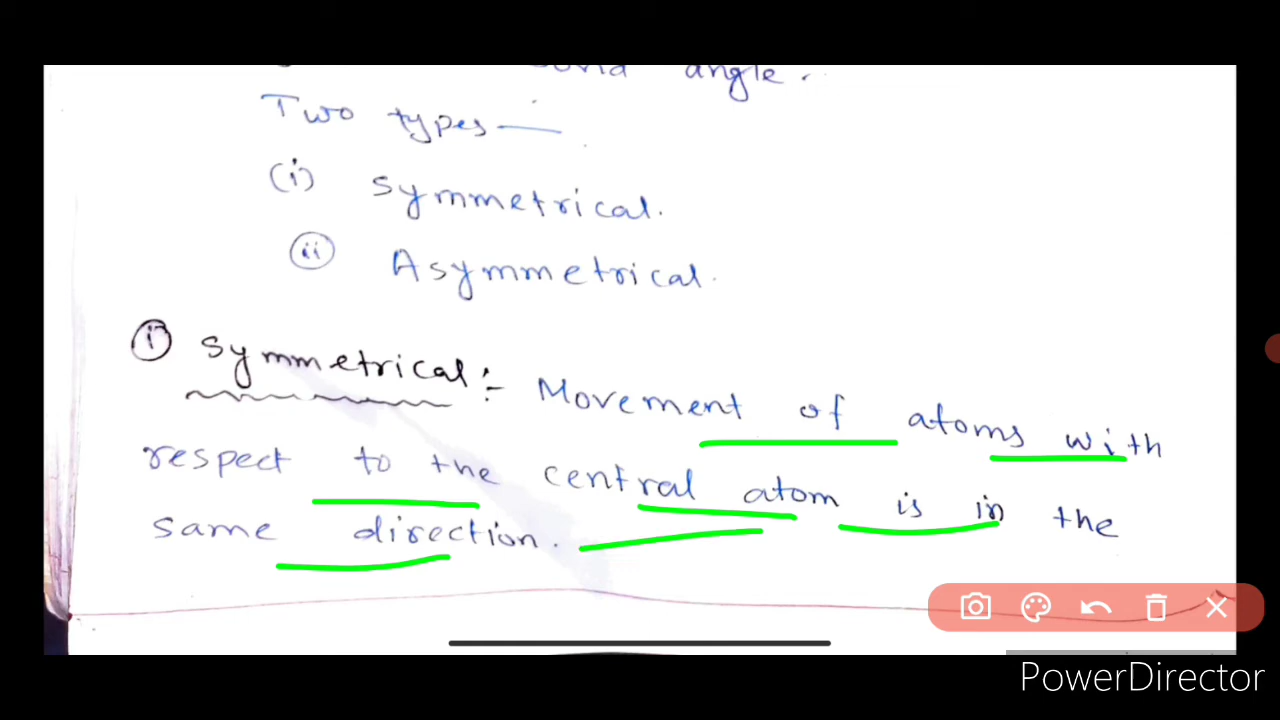 angle.
Two types —
(i) Symmetrical.
(ii) Asymmetrical.
(i) Symmetrical :- Movement of atoms with
respect to the central atom is in the
same direction.
PowerDirector